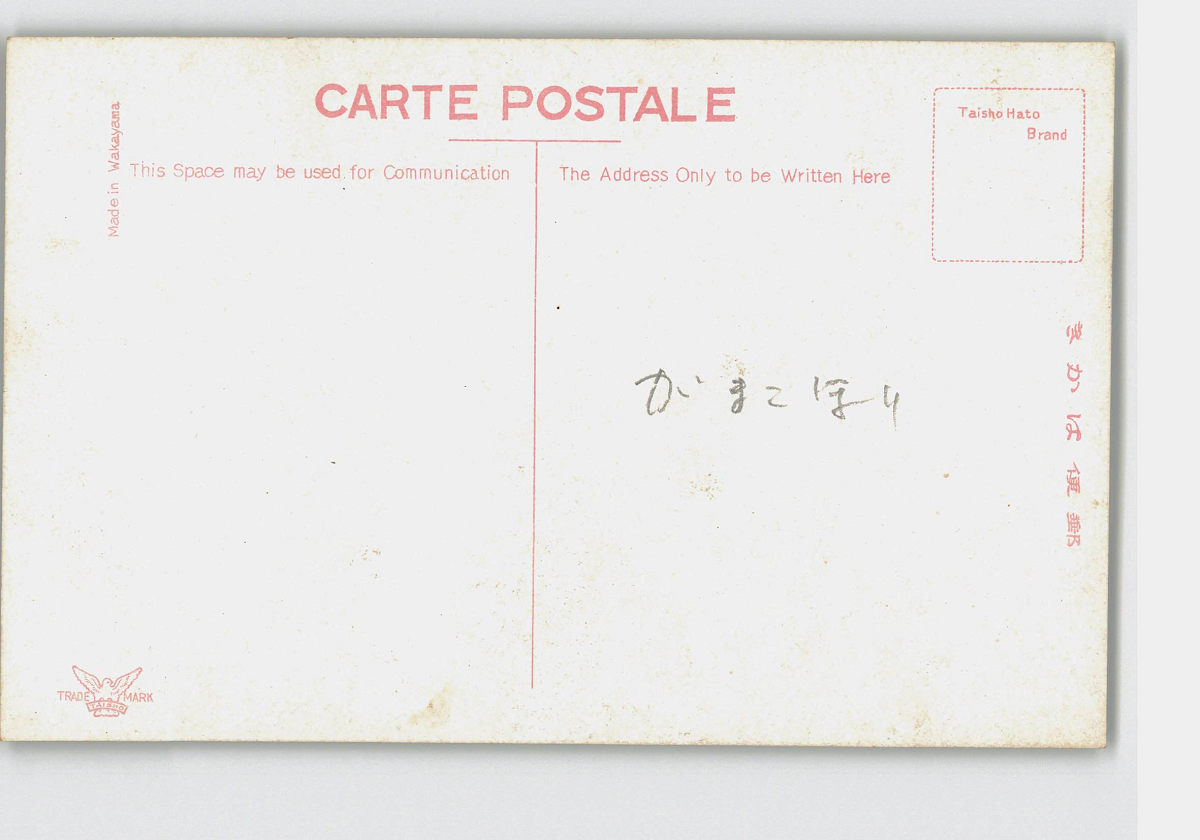 CARTE POSTALE
Made in Wakayama
This Space may be used for Communication
The Address Only to be Written Here
Taisho Hato
Brand
がまこほり
きかは便郵
TRADE MARK
TAISHO